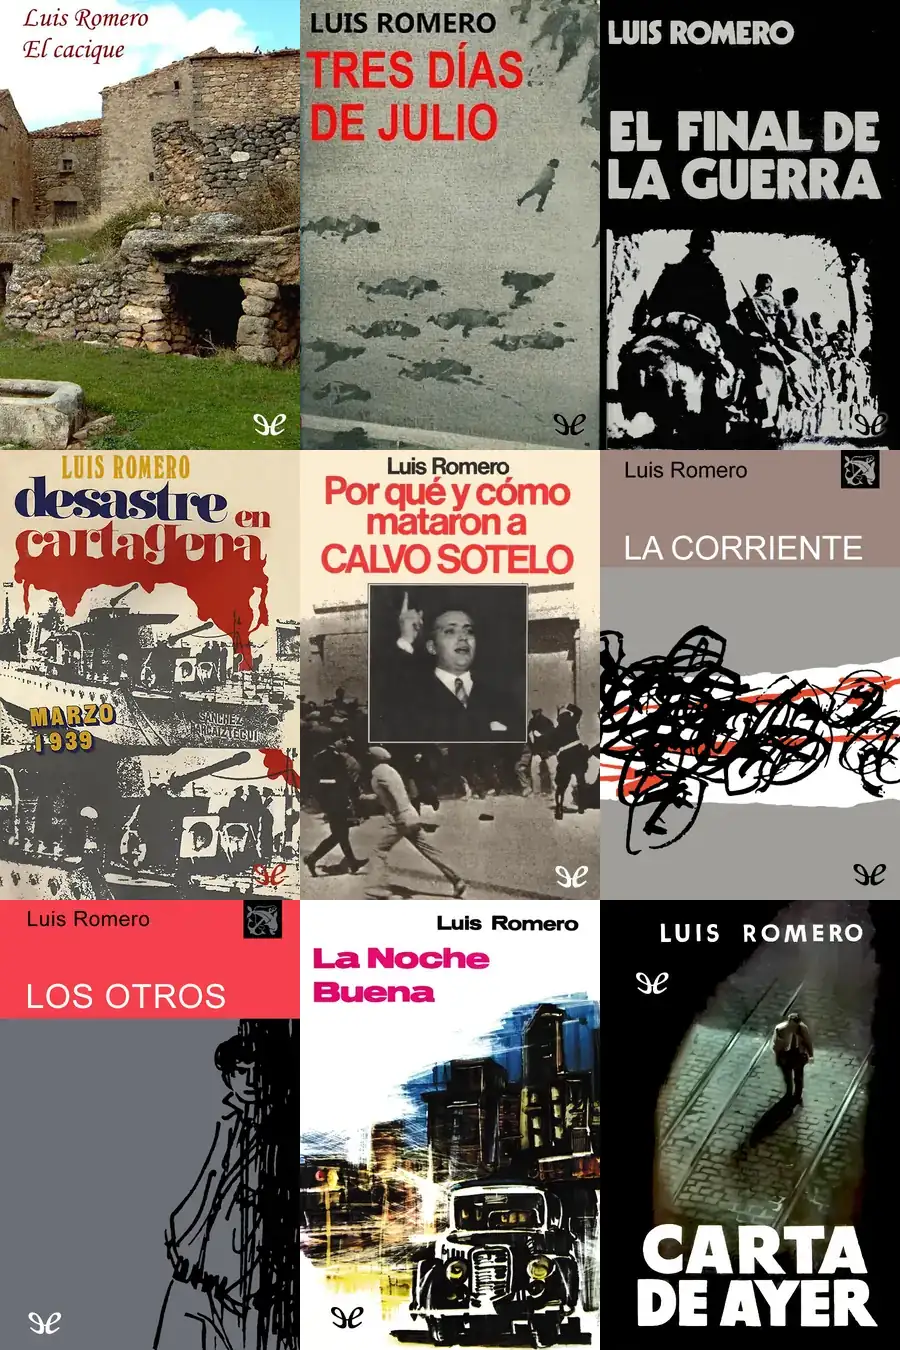 Luis Romero
El cacique
LUIS ROMERO
TRES DÍAS
DE JULIO
LUIS ROMERO
EL FINAL DE
LA GUERRA
LUIS ROMERO
desastre en
cartagena
MARZO
1939
SANCHEZ
Luis Romero
Por qué y cómo
mataron a
CALVO SOTELO
Luis Romero
LA CORRIENTE
Luis Romero
LOS OTROS
Luis Romero
La Noche
Buena
LUIS ROMERO
CARTA
DE AYER